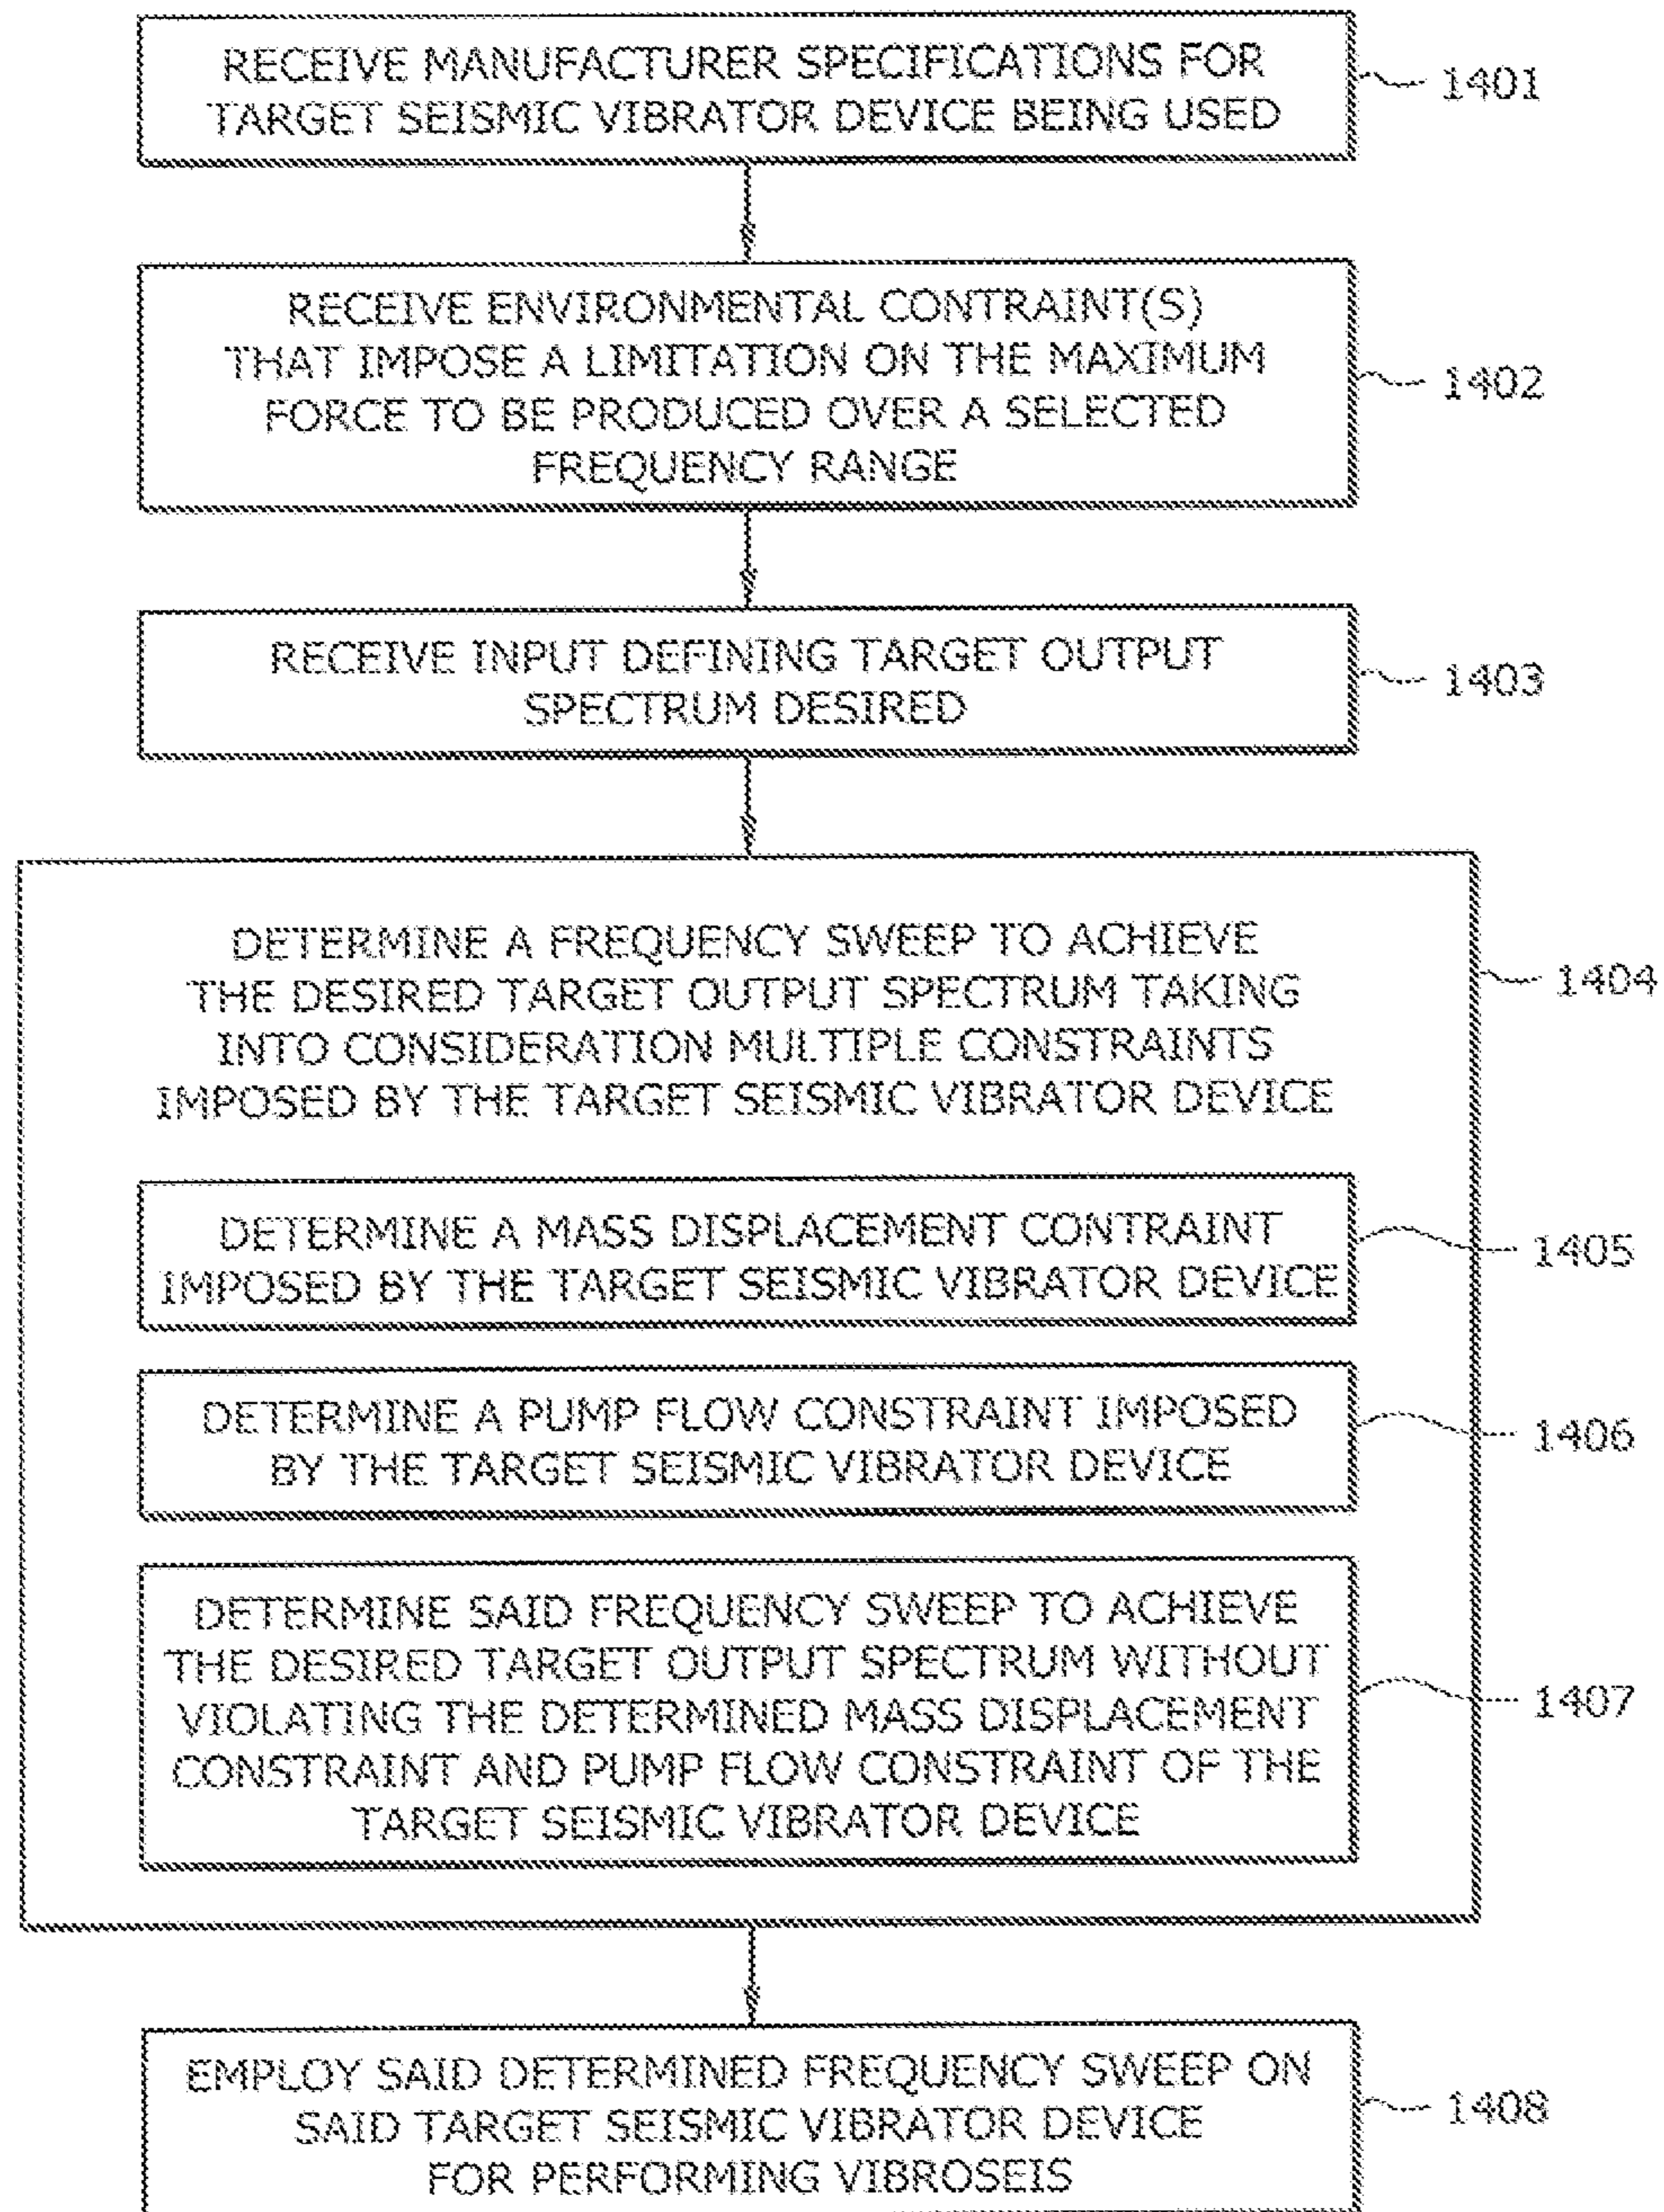 RECEIVE MANUFACTURER SPECIFICATIONS FOR
TARGET SEISMIC VIBRATOR DEVICE BEING USED
1401
RECEIVE ENVIRONMENTAL CONTRAINT(S)
THAT IMPOSE A LIMITATION ON THE MAXIMUM
FORCE TO BE PRODUCED OVER A SELECTED
FREQUENCY RANGE
1402
RECEIVE INPUT DEFINING TARGET OUTPUT
SPECTRUM DESIRED
1403
DETERMINE A FREQUENCY SWEEP TO ACHIEVE
THE DESIRED TARGET OUTPUT SPECTRUM TAKING
INTO CONSIDERATION MULTIPLE CONSTRAINTS
IMPOSED BY THE TARGET SEISMIC VIBRATOR DEVICE
1404
DETERMINE A MASS DISPLACEMENT CONTRAINT
IMPOSED BY THE TARGET SEISMIC VIBRATOR DEVICE
1405
DETERMINE A PUMP FLOW CONSTRAINT IMPOSED
BY THE TARGET SEISMIC VIBRATOR DEVICE
1406
DETERMINE SAID FREQUENCY SWEEP TO ACHIEVE
THE DESIRED TARGET OUTPUT SPECTRUM WITHOUT
VIOLATING THE DETERMINED MASS DISPLACEMENT
CONSTRAINT AND PUMP FLOW CONSTRAINT OF THE
TARGET SEISMIC VIBRATOR DEVICE
1407
EMPLOY SAID DETERMINED FREQUENCY SWEEP ON
SAID TARGET SEISMIC VIBRATOR DEVICE
FOR PERFORMING VIBROSEIS
1408